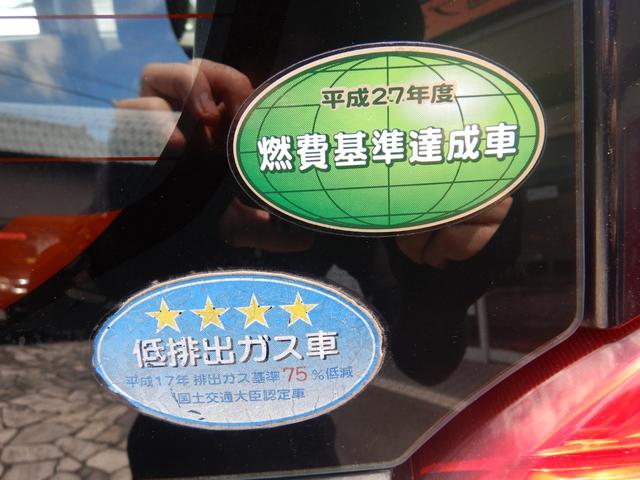 平成27年度
燃費基準達成車
低排出ガス車
平成17年 排出ガス基準75%低減
国土交通大臣認定車